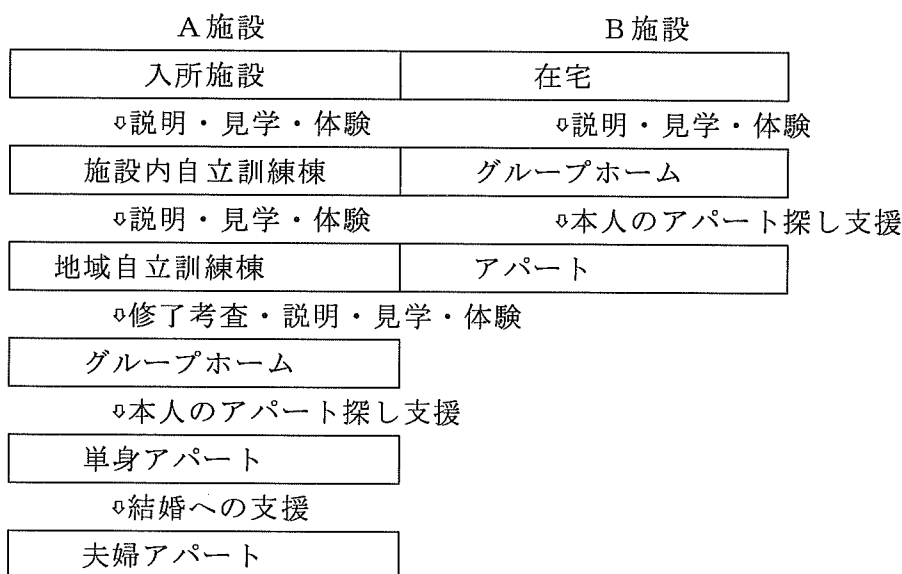 A施設 B施設
入所施設 在宅
⇩説明・見学・体験 ⇩説明・見学・体験
施設内自立訓練棟 グループホーム
⇩説明・見学・体験 ⇩本人のアパート探し支援
地域自立訓練棟 アパート
⇩修了考査・説明・見学・体験
グループホーム
⇩本人のアパート探し支援
単身アパート
⇩結婚への支援
夫婦アパート